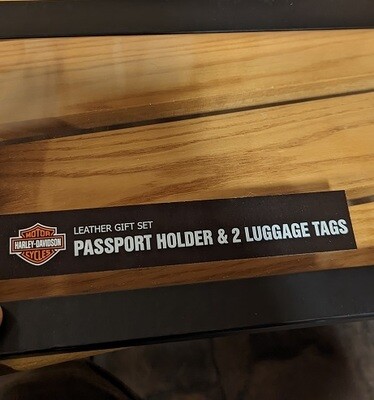 MOTOR
HARLEY-DAVIDSON
CYCLES
LEATHER GIFT SET
PASSPORT HOLDER & 2 LUGGAGE TAGS